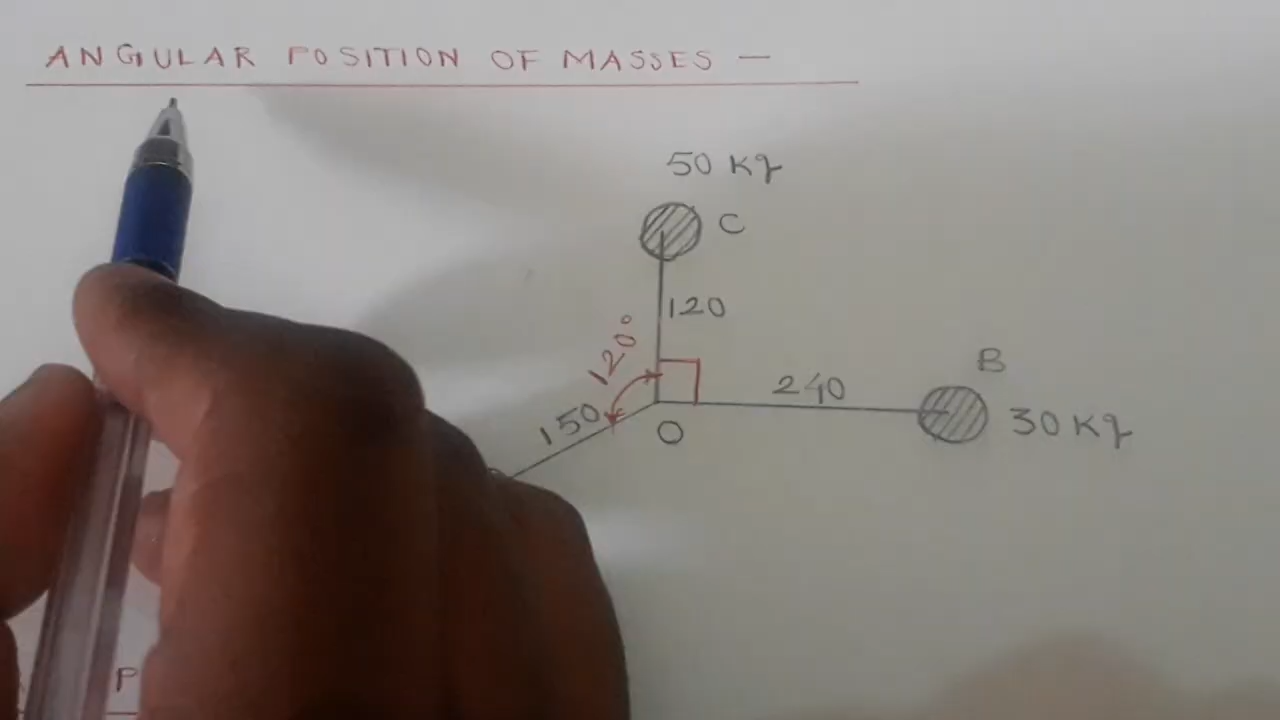 ANGULAR POSITION OF MASSES —
50 Kg
C
120
120°
B
240
150
30 Kg
O
P